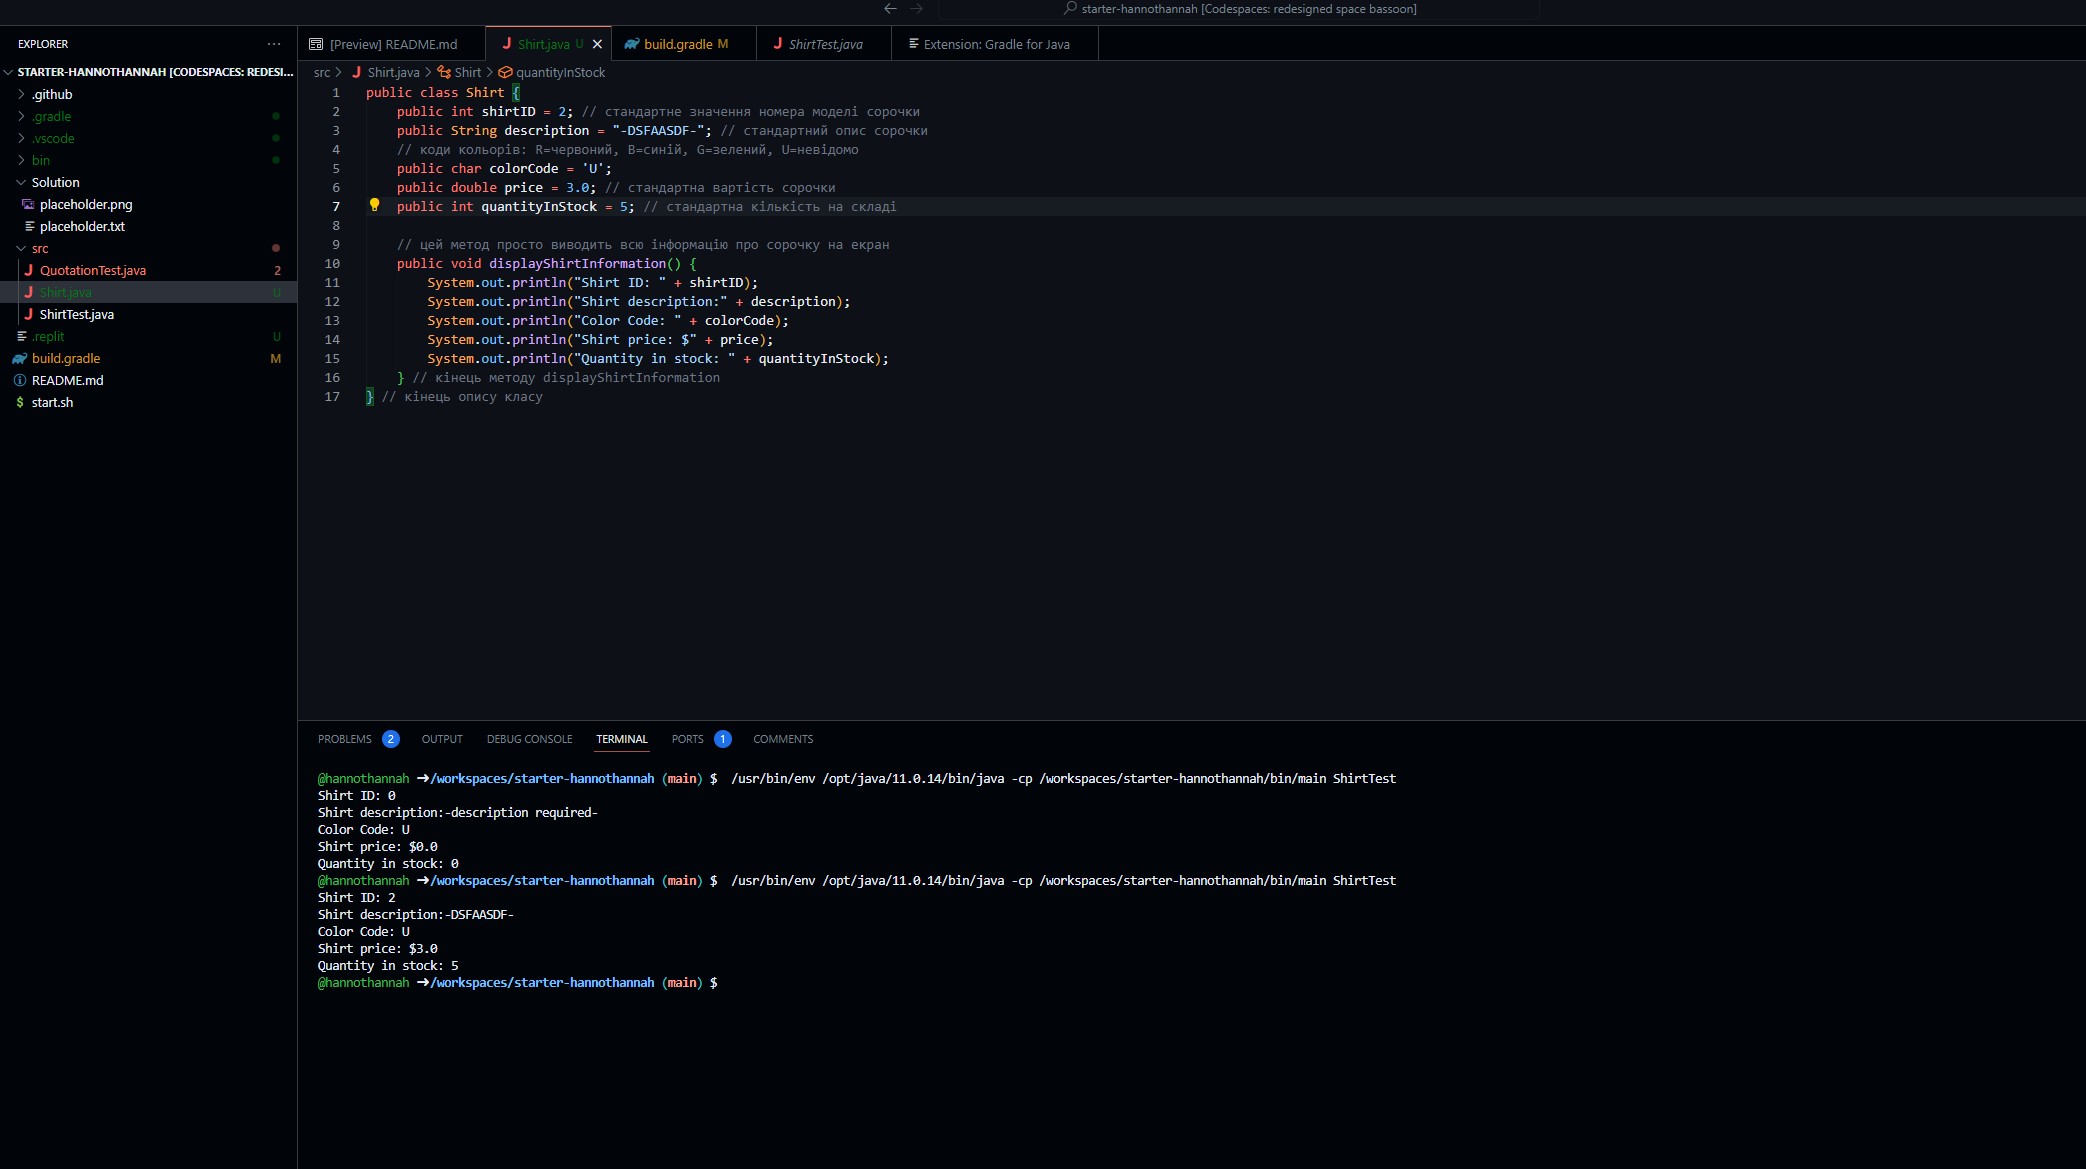 starter-hannothannah [Codespaces: redesigned space bassoon]
EXPLORER
STARTER-HANNOTHANNAH [CODESPACES: REDESI...
.github
.gradle
.vscode
bin
Solution
placeholder.png
placeholder.txt
src
QuotationTest.java 2
Shirt.java U
ShirtTest.java
.replit U
build.gradle M
README.md
start.sh
[Preview] README.md
Shirt.java U
build.gradle M
ShirtTest.java
Extension: Gradle for Java
src > Shirt.java > Shirt > quantityInStock
1 public class Shirt {
2 public int shirtID = 2; // стандартне значення номера моделі сорочки
3 public String description = "-DSFAASDF-"; // стандартний опис сорочки
4 // коди кольорів: R=червоний, B=синій, G=зелений, U=невідомо
5 public char colorCode = 'U';
6 public double price = 3.0; // стандартна вартість сорочки
7 public int quantityInStock = 5; // стандартна кількість на складі
8
9 // цей метод просто виводить всю інформацію про сорочку на екран
10 public void displayShirtInformation() {
11 System.out.println("Shirt ID: " + shirtID);
12 System.out.println("Shirt description:" + description);
13 System.out.println("Color Code: " + colorCode);
14 System.out.println("Shirt price: $" + price);
15 System.out.println("Quantity in stock: " + quantityInStock);
16 } // кінець методу displayShirtInformation
17 } // кінець опису класу
PROBLEMS 2 OUTPUT DEBUG CONSOLE TERMINAL PORTS 1 COMMENTS
@hannothannah ➜/workspaces/starter-hannothannah (main) $ /usr/bin/env /opt/java/11.0.14/bin/java -cp /workspaces/starter-hannothannah/bin/main ShirtTest
Shirt ID: 0
Shirt description:-description required-
Color Code: U
Shirt price: $0.0
Quantity in stock: 0
@hannothannah ➜/workspaces/starter-hannothannah (main) $ /usr/bin/env /opt/java/11.0.14/bin/java -cp /workspaces/starter-hannothannah/bin/main ShirtTest
Shirt ID: 2
Shirt description:-DSFAASDF-
Color Code: U
Shirt price: $3.0
Quantity in stock: 5
@hannothannah ➜/workspaces/starter-hannothannah (main) $